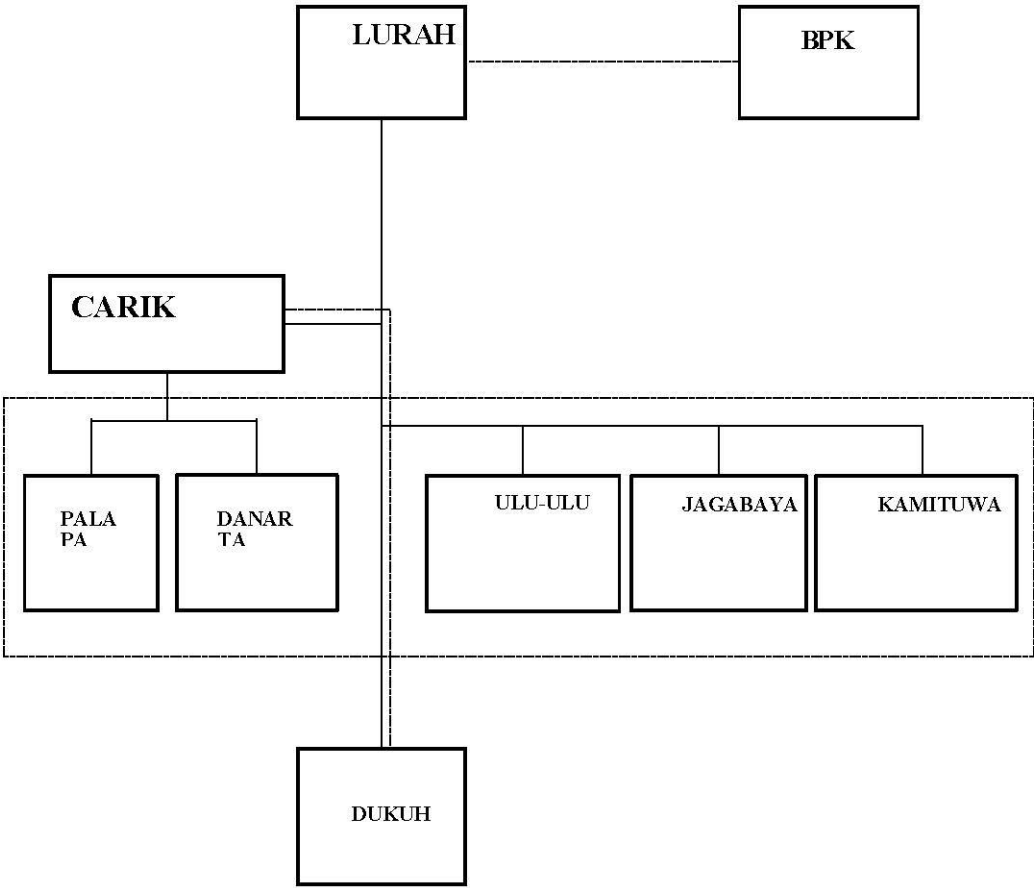 LURAH
BPK
CARIK
PALA
PA
DANAR
TA
ULU-ULU
JAGABAYA
KAMITUWA
DUKUH